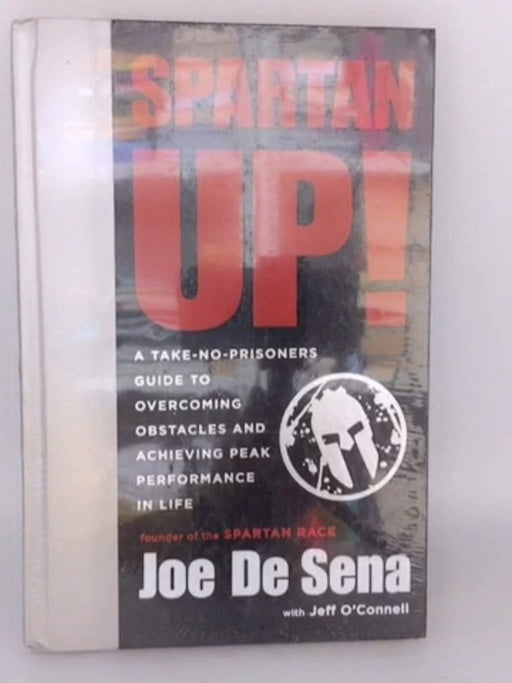 SPARTAN
UP!
A TAKE-NO-PRISONERS
GUIDE TO
OVERCOMING
OBSTACLES AND
ACHIEVING PEAK
PERFORMANCE
IN LIFE
founder of the SPARTAN RACE
Joe De Sena
with Jeff O'Connell